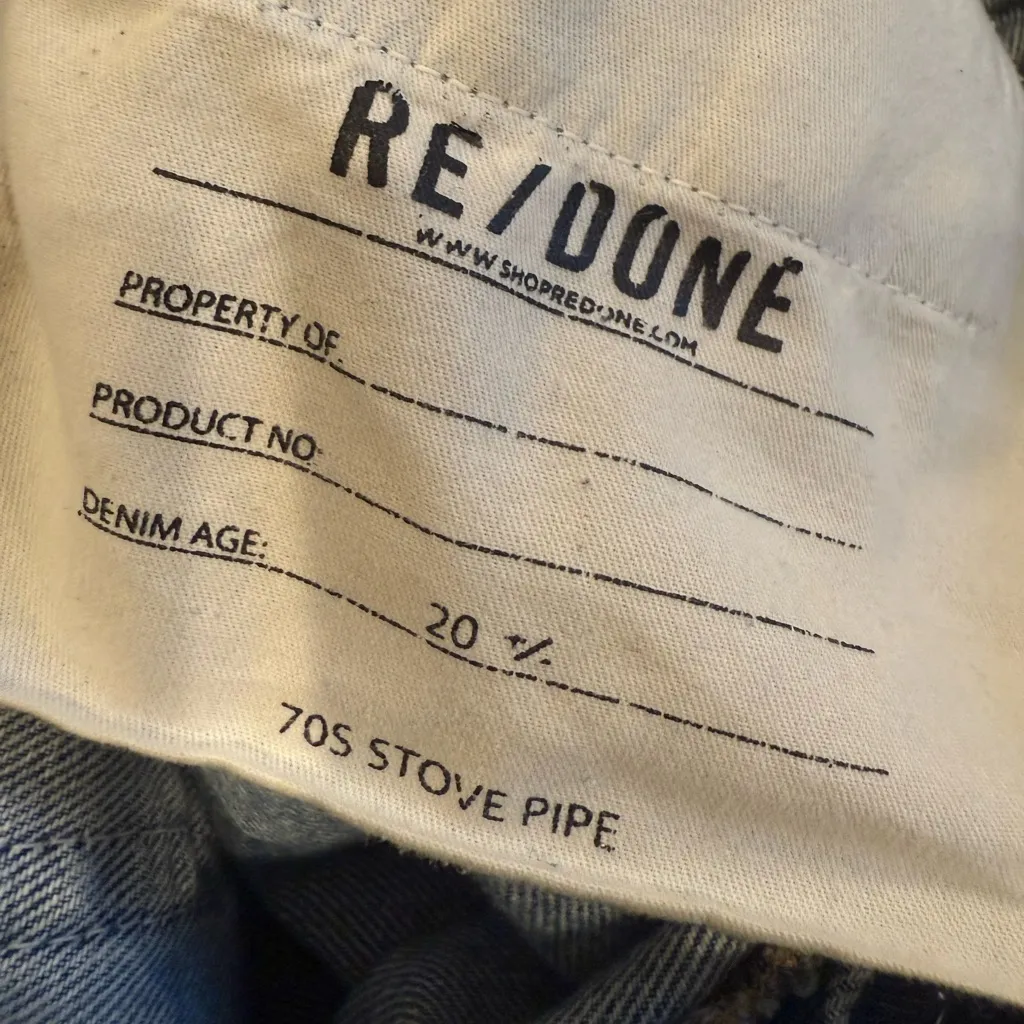 RE/DONE
WWW.SHOPREDONE.COM
PROPERTY OF:
PRODUCT NO.
DENIM AGE:
20 +/-
70S STOVE PIPE